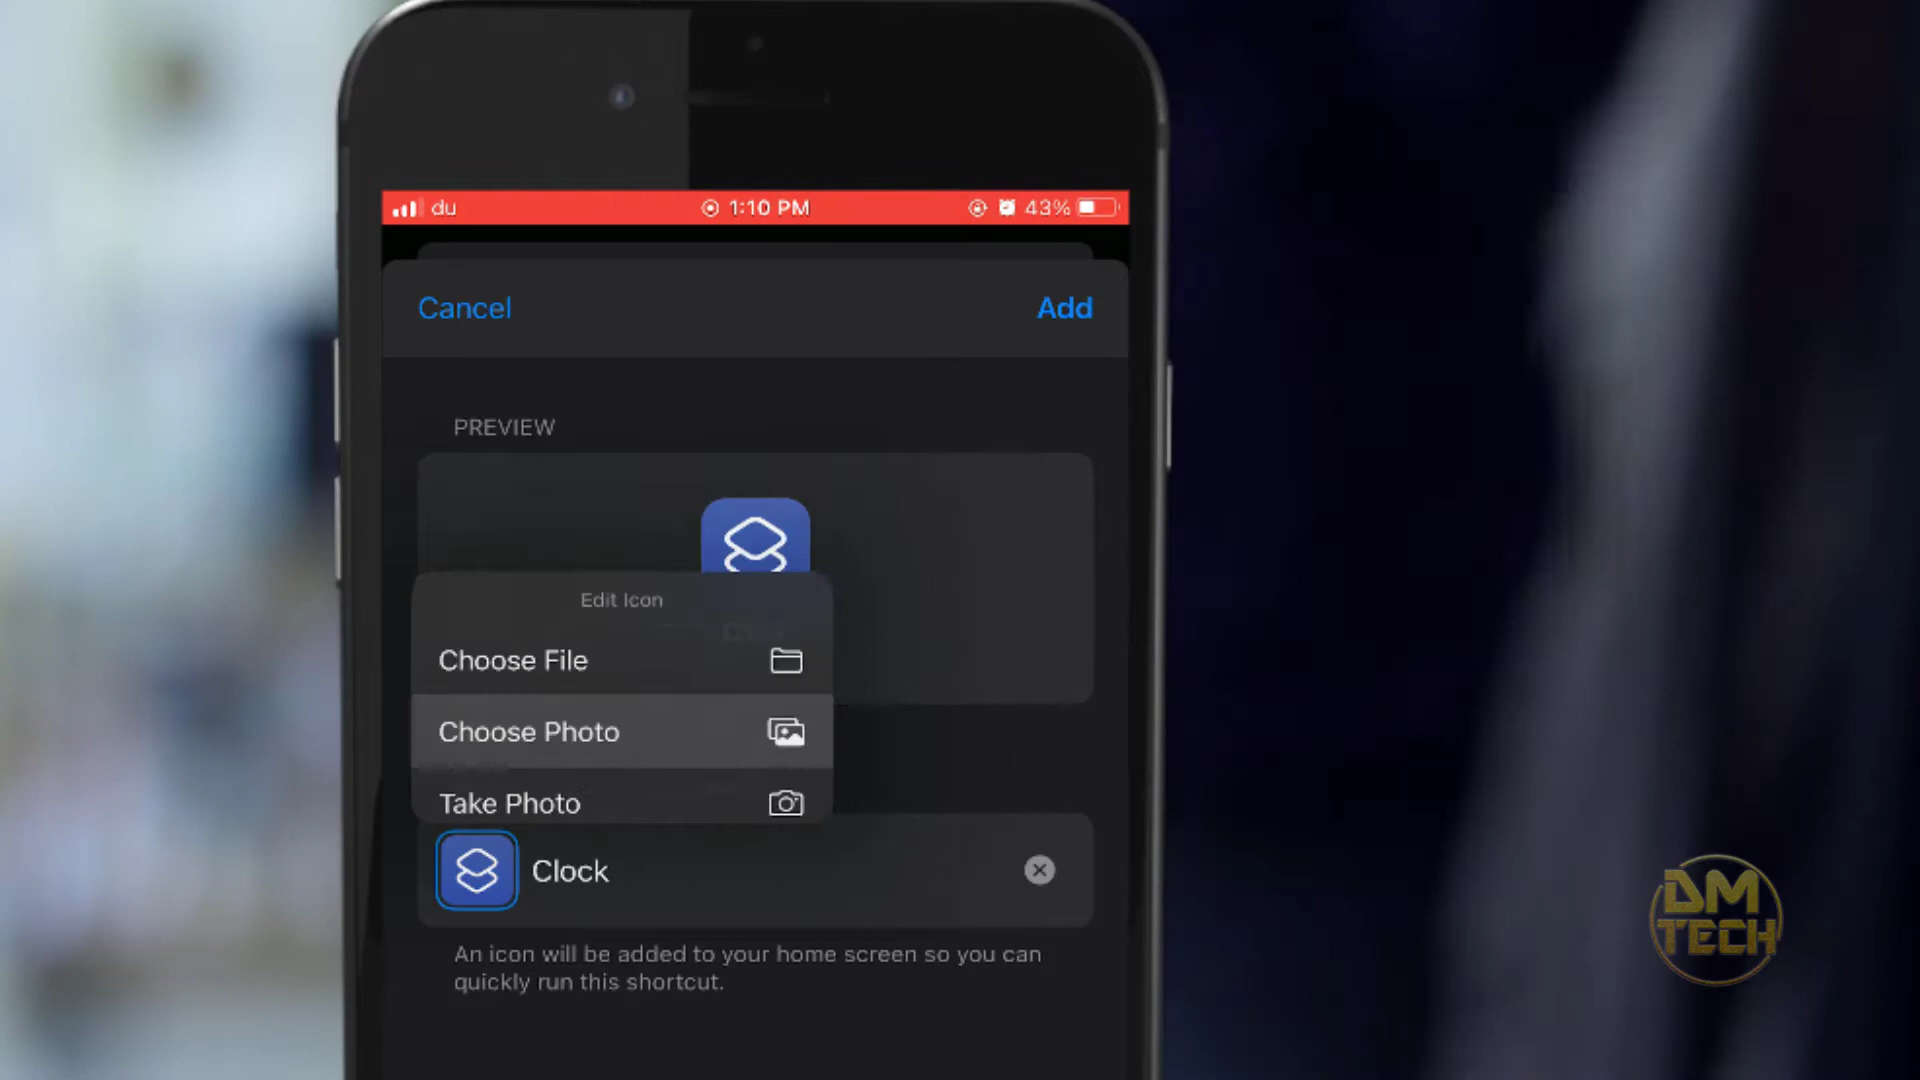 du
1:10 PM
43%
Cancel
Add
PREVIEW
Edit Icon
Choose File
Choose Photo
Take Photo
Clock
An icon will be added to your home screen so you can
quickly run this shortcut.
DM
TECH